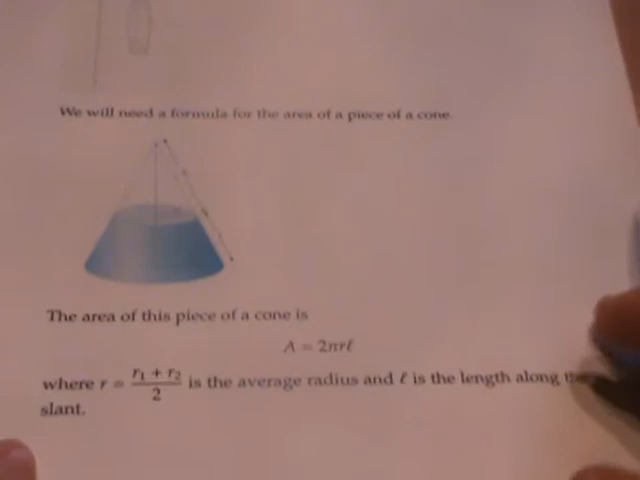 We will need a formula for the area of a piece of a cone.
The area of this piece of a cone is
A = 2πrℓ
where r = (r₁ + r₂)/2 is the average radius and ℓ is the length along the
slant.